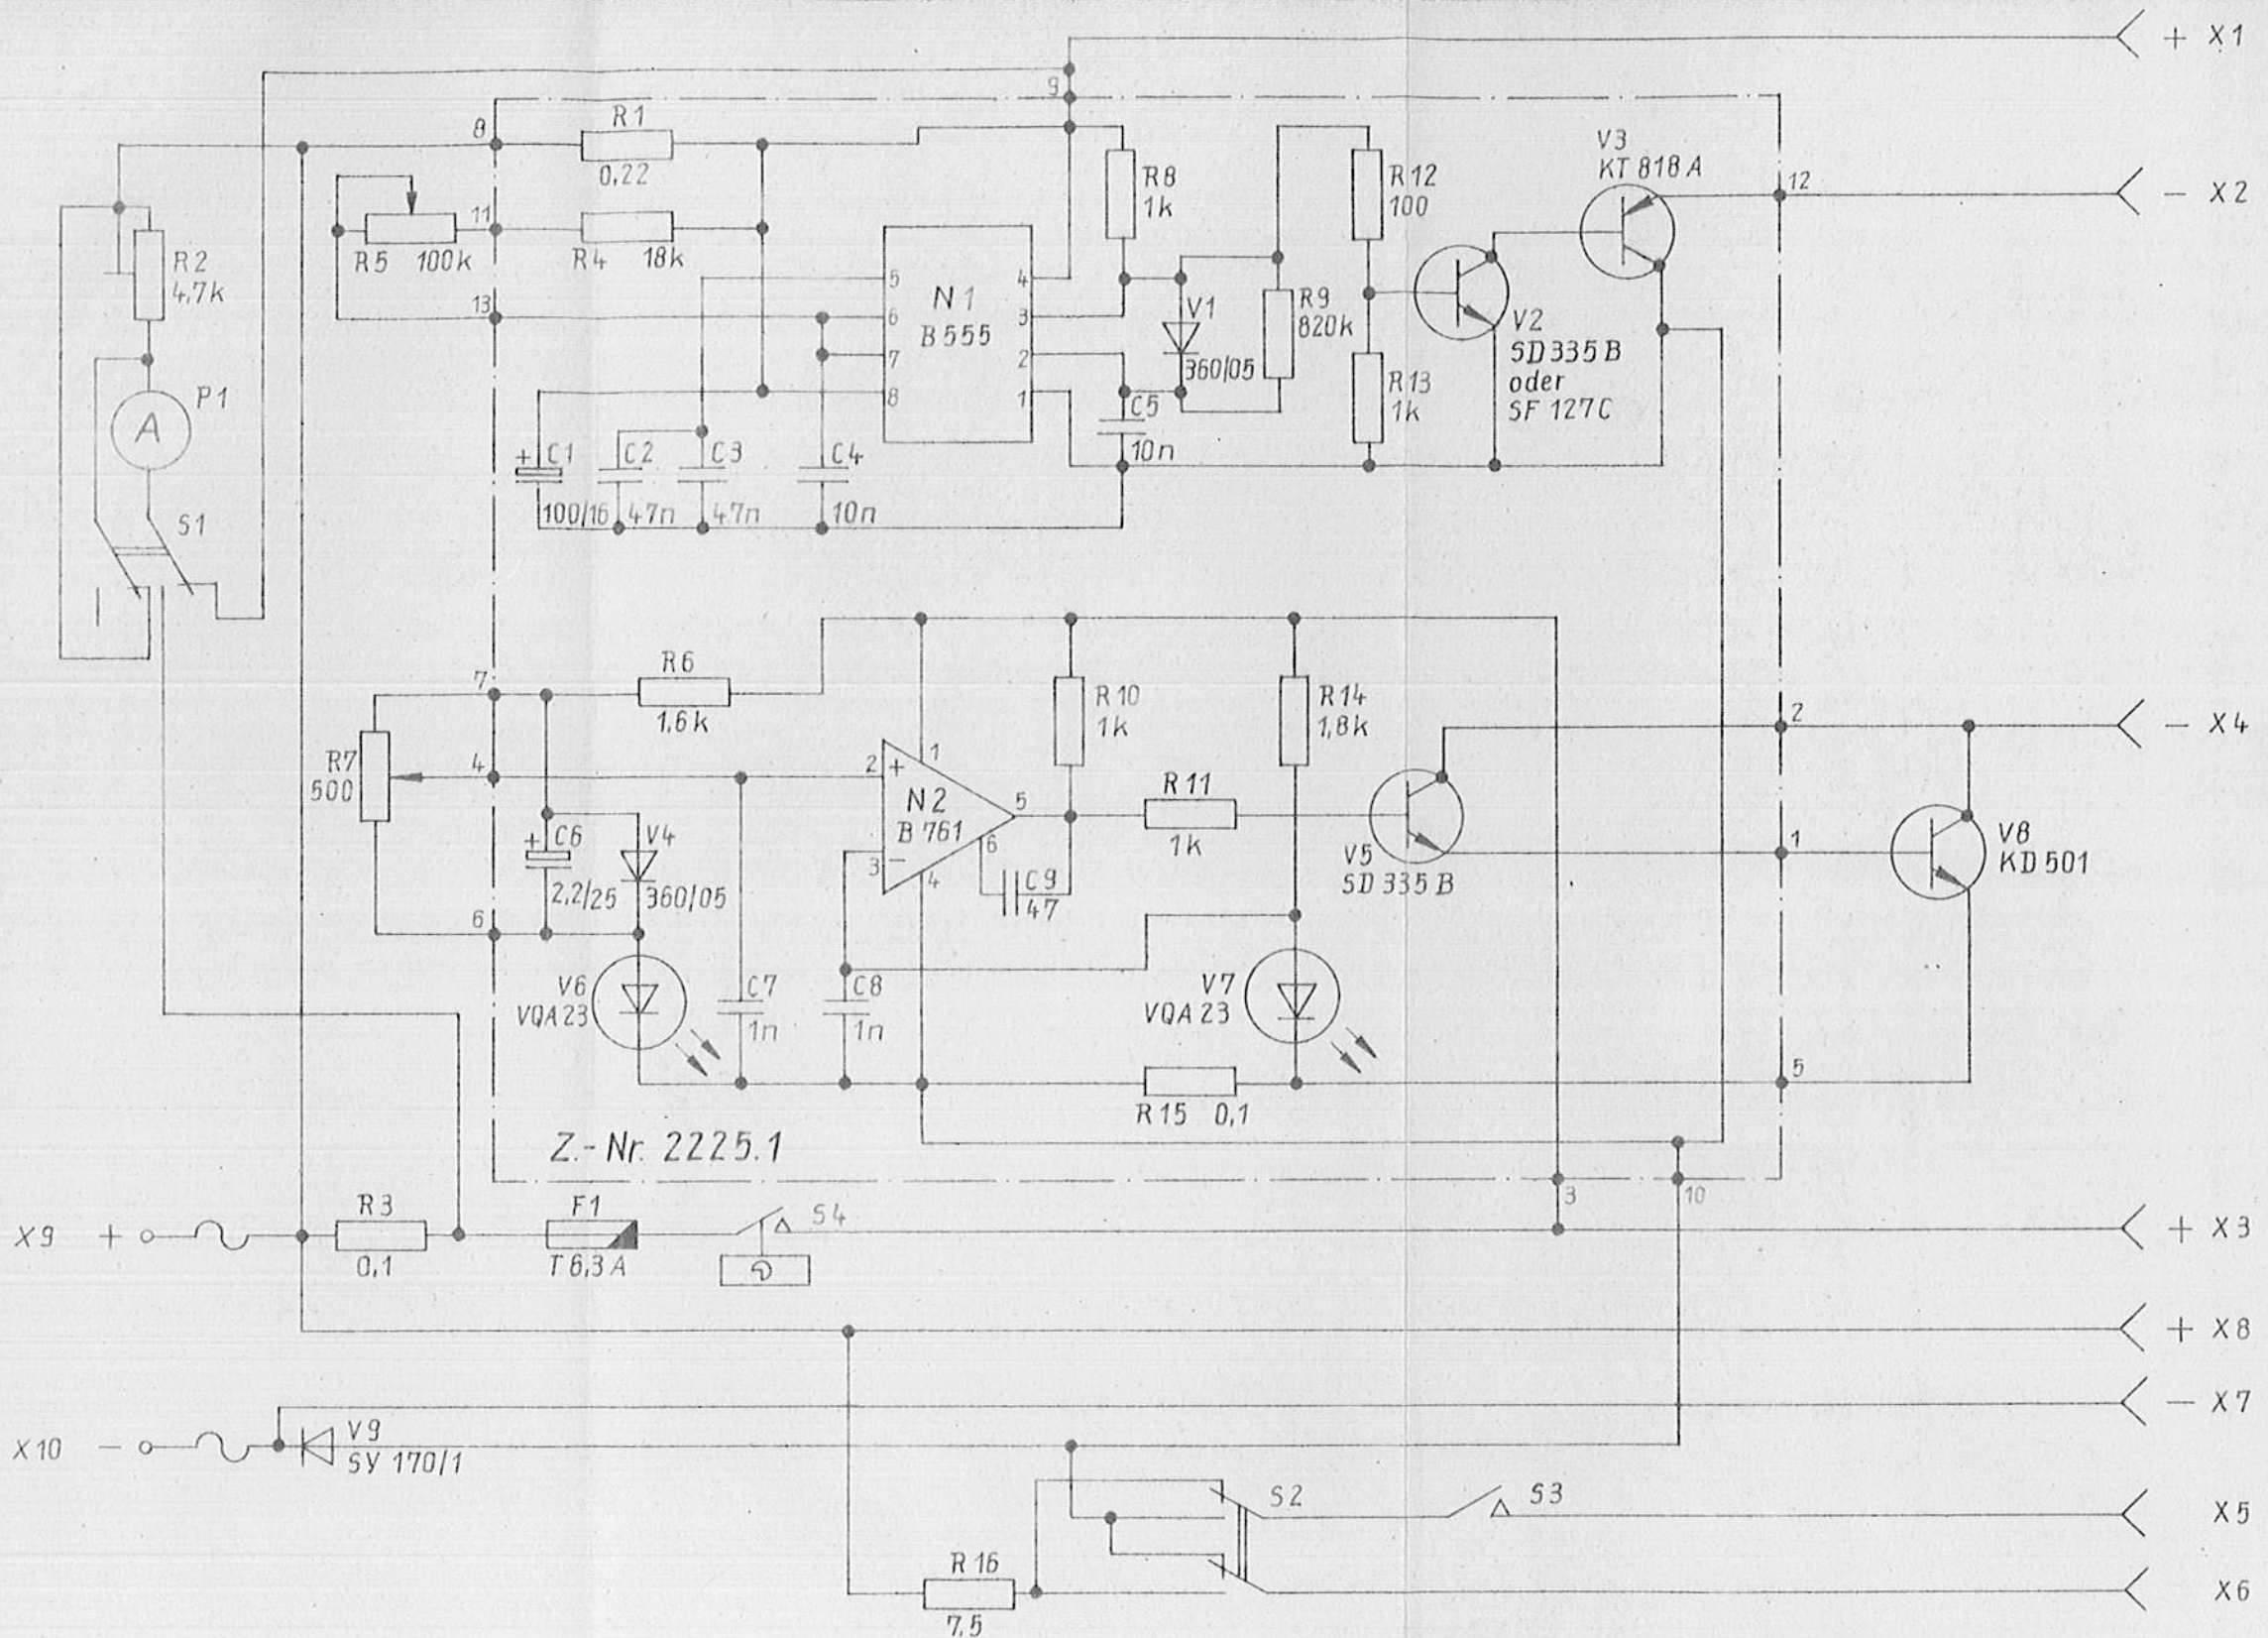 + X1
9
8
R1
0,22
V3
KT 818 A
12
- X2
R8
1k
R12
100
11
R5 100k
R4 18k
R2
4,7k
13
5
6
7
8
N1
B 555
4
3
2
1
V1
360/05
R9
820k
V2
SD 335 B
oder
SF 127 C
R13
1k
C5
10n
P1
A
+ C1
100/16
C2
47n
C3
4,7n
C4
10n
S1
7
R6
1,6k
R10
1k
R14
1,8k
2
- X4
R7
500
4
2
+
1
N2
B 761
5
6
3
-
4
C9
47
R11
1k
V5
SD 335 B
1
V8
KD 501
+ C6
2,2/25
V4
360/05
6
V6
VQA 23
C7
1n
C8
1n
V7
VQA 23
5
R15 0,1
Z.-Nr. 2225.1
3
10
X9 +
R3
0,1
F1
T 6,3 A
S4
+ X3
+ X8
- X7
X10 -
V9
SY 170/1
S2
S3
X5
R16
7,5
X6